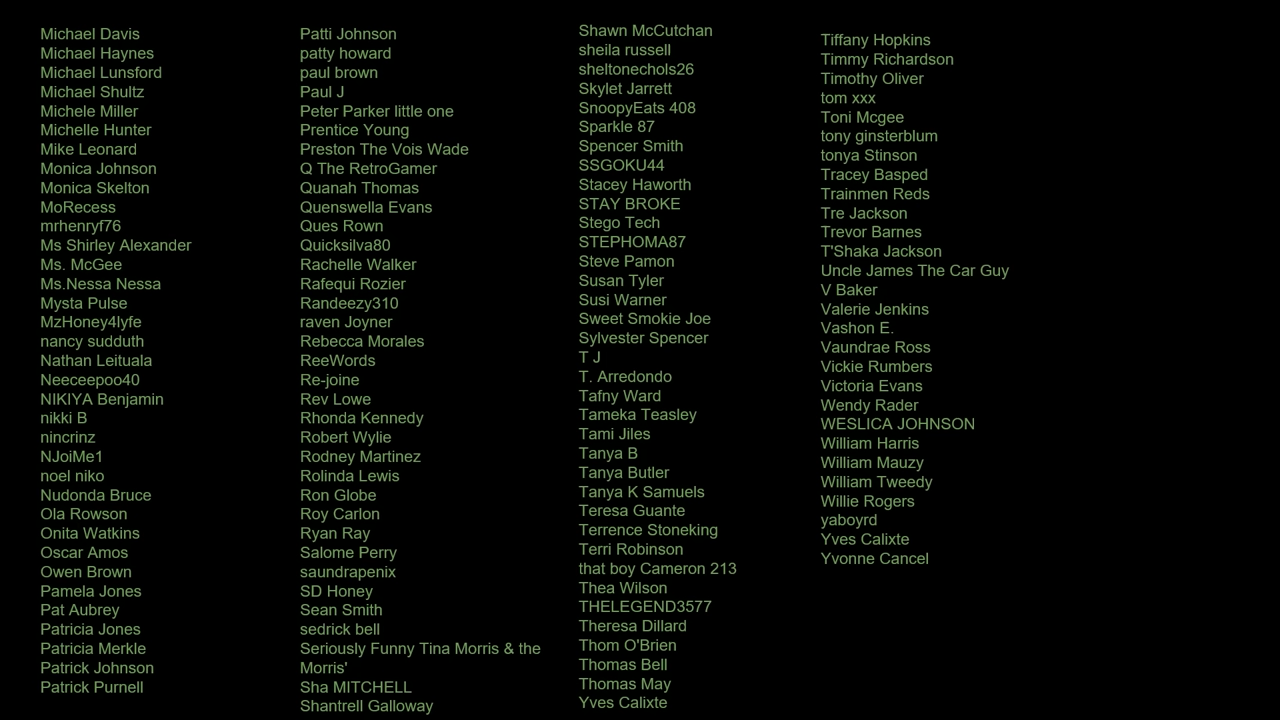 Michael Davis
Michael Haynes
Michael Lunsford
Michael Shultz
Michele Miller
Michelle Hunter
Mike Leonard
Monica Johnson
Monica Skelton
MoRecess
mrhenryf76
Ms Shirley Alexander
Ms. McGee
Ms.Nessa Nessa
Mysta Pulse
MzHoney4lyfe
nancy sudduth
Nathan Leituala
Neeceepoo40
NIKIYA Benjamin
nikki B
nincrinz
NJoiMe1
noel niko
Nudonda Bruce
Ola Rowson
Onita Watkins
Oscar Amos
Owen Brown
Pamela Jones
Pat Aubrey
Patricia Jones
Patricia Merkle
Patrick Johnson
Patrick Purnell
Patti Johnson
patty howard
paul brown
Paul J
Peter Parker little one
Prentice Young
Preston The Vois Wade
Q The RetroGamer
Quanah Thomas
Quenswella Evans
Ques Rown
Quicksilva80
Rachelle Walker
Rafequi Rozier
Randeezy310
raven Joyner
Rebecca Morales
ReeWords
Re-joine
Rev Lowe
Rhonda Kennedy
Robert Wylie
Rodney Martinez
Rolinda Lewis
Ron Globe
Roy Carlon
Ryan Ray
Salome Perry
saundrapenix
SD Honey
Sean Smith
sedrick bell
Seriously Funny Tina Morris & the
Morris'
Sha MITCHELL
Shantrell Galloway
Shawn McCutchan
sheila russell
sheltonechols26
Skylet Jarrett
SnoopyEats 408
Sparkle 87
Spencer Smith
SSGOKU44
Stacey Haworth
STAY BROKE
Stego Tech
STEPHOMA87
Steve Pamon
Susan Tyler
Susi Warner
Sweet Smokie Joe
Sylvester Spencer
T J
T. Arredondo
Tafny Ward
Tameka Teasley
Tami Jiles
Tanya B
Tanya Butler
Tanya K Samuels
Teresa Guante
Terrence Stoneking
Terri Robinson
that boy Cameron 213
Thea Wilson
THELEGEND3577
Theresa Dillard
Thom O'Brien
Thomas Bell
Thomas May
Yves Calixte
Tiffany Hopkins
Timmy Richardson
Timothy Oliver
tom xxx
Toni Mcgee
tony ginsterblum
tonya Stinson
Tracey Basped
Trainmen Reds
Tre Jackson
Trevor Barnes
T'Shaka Jackson
Uncle James The Car Guy
V Baker
Valerie Jenkins
Vashon E.
Vaundrae Ross
Vickie Rumbers
Victoria Evans
Wendy Rader
WESLICA JOHNSON
William Harris
William Mauzy
William Tweedy
Willie Rogers
yaboyrd
Yves Calixte
Yvonne Cancel